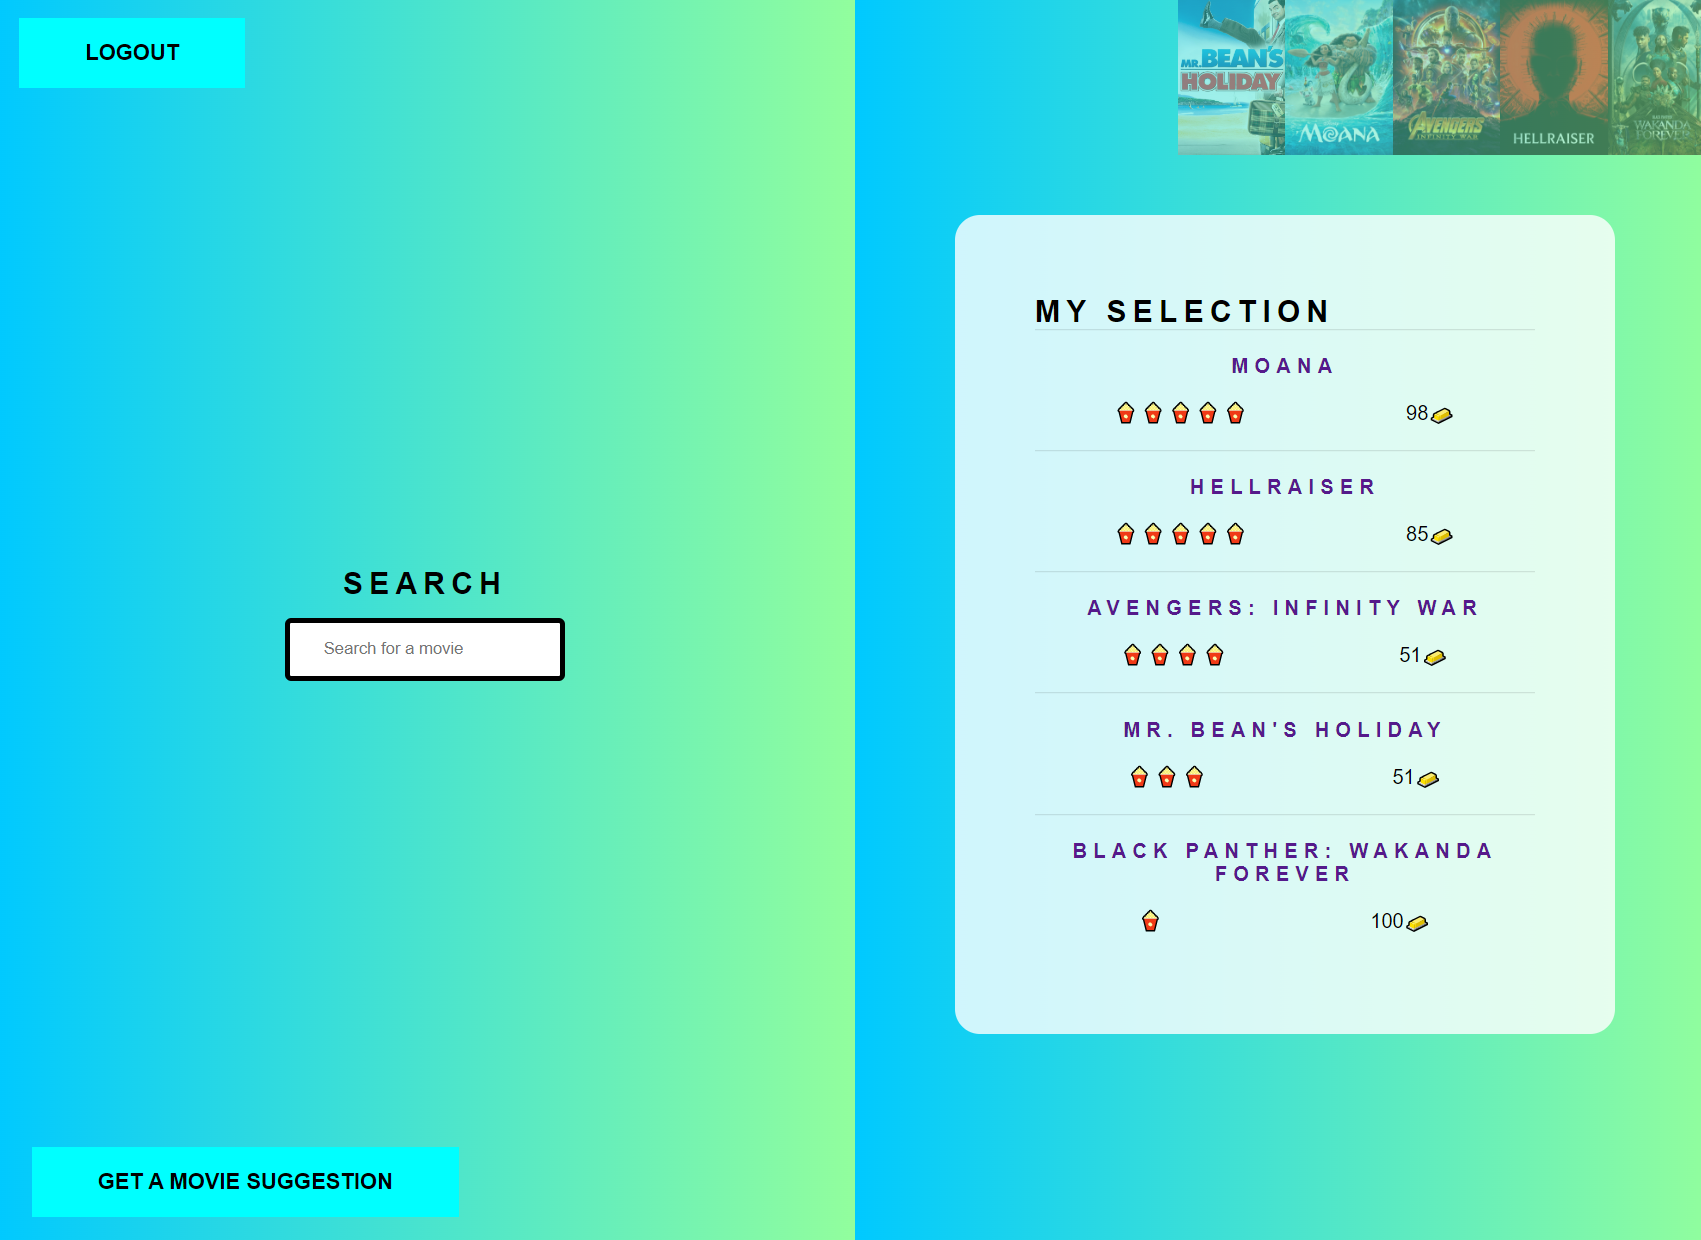 LOGOUT
MR. BEAN'S
HOLIDAY
MOANA
AVENGERS
INFINITY WAR
HELLRAISER
WAKANDA
FOREVER
MY SELECTION
MOANA
98
HELLRAISER
85
AVENGERS: INFINITY WAR
51
MR. BEAN'S HOLIDAY
51
BLACK PANTHER: WAKANDA
FOREVER
100
SEARCH
Search for a movie
GET A MOVIE SUGGESTION